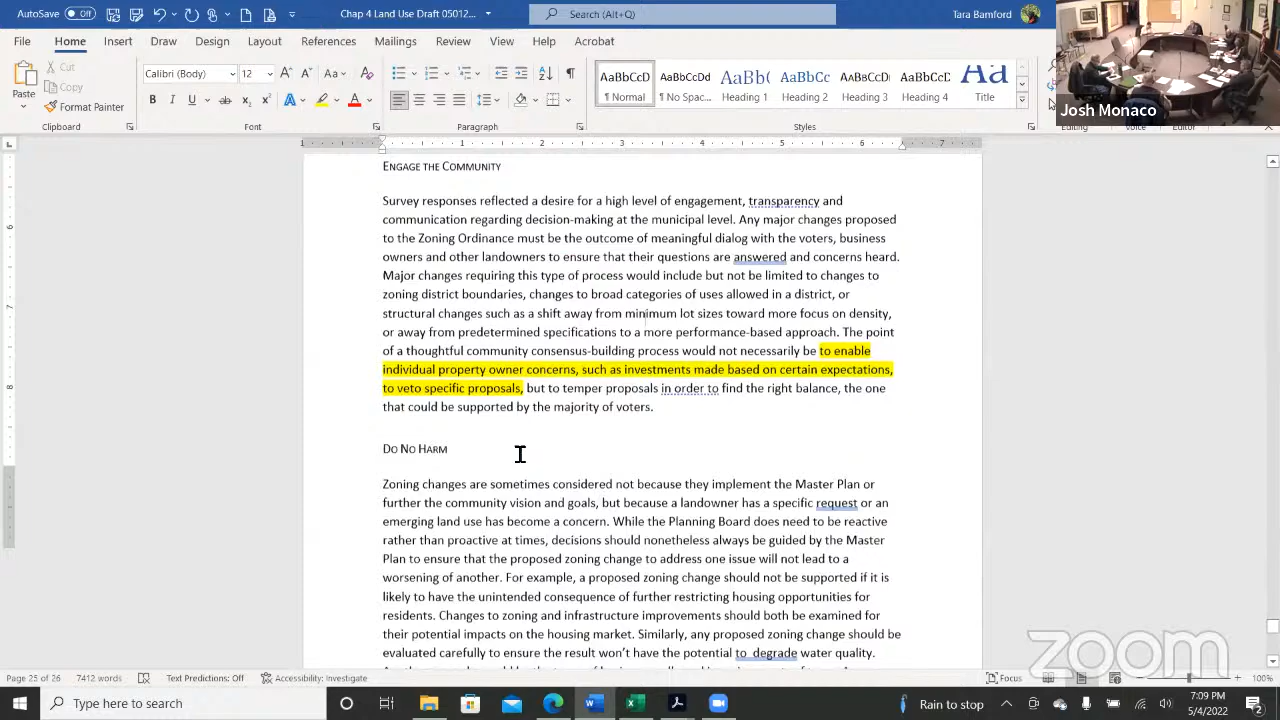 AutoSave Off Chap 4 Land Use Draft 05012... Search (Alt+Q) Tara Bamford
File Home Insert Draw Design Layout References Mailings Review View Help Acrobat
Paste Cut Copy Format Painter
Calibri (Body) 12
AaBbCcD AaBbCcDd AaBbC AaBbCc AaBbCcD AaBbCcD Aa
¶ Normal ¶ No Spac... Heading 1 Heading 2 Heading 3 Heading 4 Title
Clipboard Font Paragraph Styles Editing Voice Editor
Josh Monaco
ENGAGE THE COMMUNITY
Survey responses reflected a desire for a high level of engagement, transparency and
communication regarding decision-making at the municipal level. Any major changes proposed
to the Zoning Ordinance must be the outcome of meaningful dialog with the voters, business
owners and other landowners to ensure that their questions are answered and concerns heard.
Major changes requiring this type of process would include but not be limited to changes to
zoning district boundaries, changes to broad categories of uses allowed in a district, or
structural changes such as a shift away from minimum lot sizes toward more focus on density,
or away from predetermined specifications to a more performance-based approach. The point
of a thoughtful community consensus-building process would not necessarily be to enable
individual property owner concerns, such as investments made based on certain expectations,
to veto specific proposals, but to temper proposals in order to find the right balance, the one
that could be supported by the majority of voters.
DO NO HARM
Zoning changes are sometimes considered not because they implement the Master Plan or
further the community vision and goals, but because a landowner has a specific request or an
emerging land use has become a concern. While the Planning Board does need to be reactive
rather than proactive at times, decisions should nonetheless always be guided by the Master
Plan to ensure that the proposed zoning change to address one issue will not lead to a
worsening of another. For example, a proposed zoning change should not be supported if it is
likely to have the unintended consequence of further restricting housing opportunities for
residents. Changes to zoning and infrastructure improvements should both be examined for
their potential impacts on the housing market. Similarly, any proposed zoning change should be
evaluated carefully to ensure the result won't have the potential to  degrade water quality.
zoom
Page 25 of 25 7412 words Text Predictions: Off Accessibility: Investigate Focus 100%
Type here to search Rain to stop 7:09 PM
5/4/2022